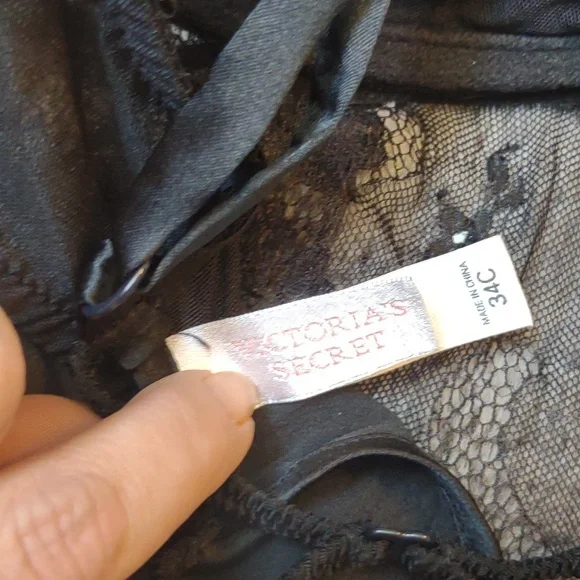 VICTORIA'S
SECRET
34C
MADE IN CHINA